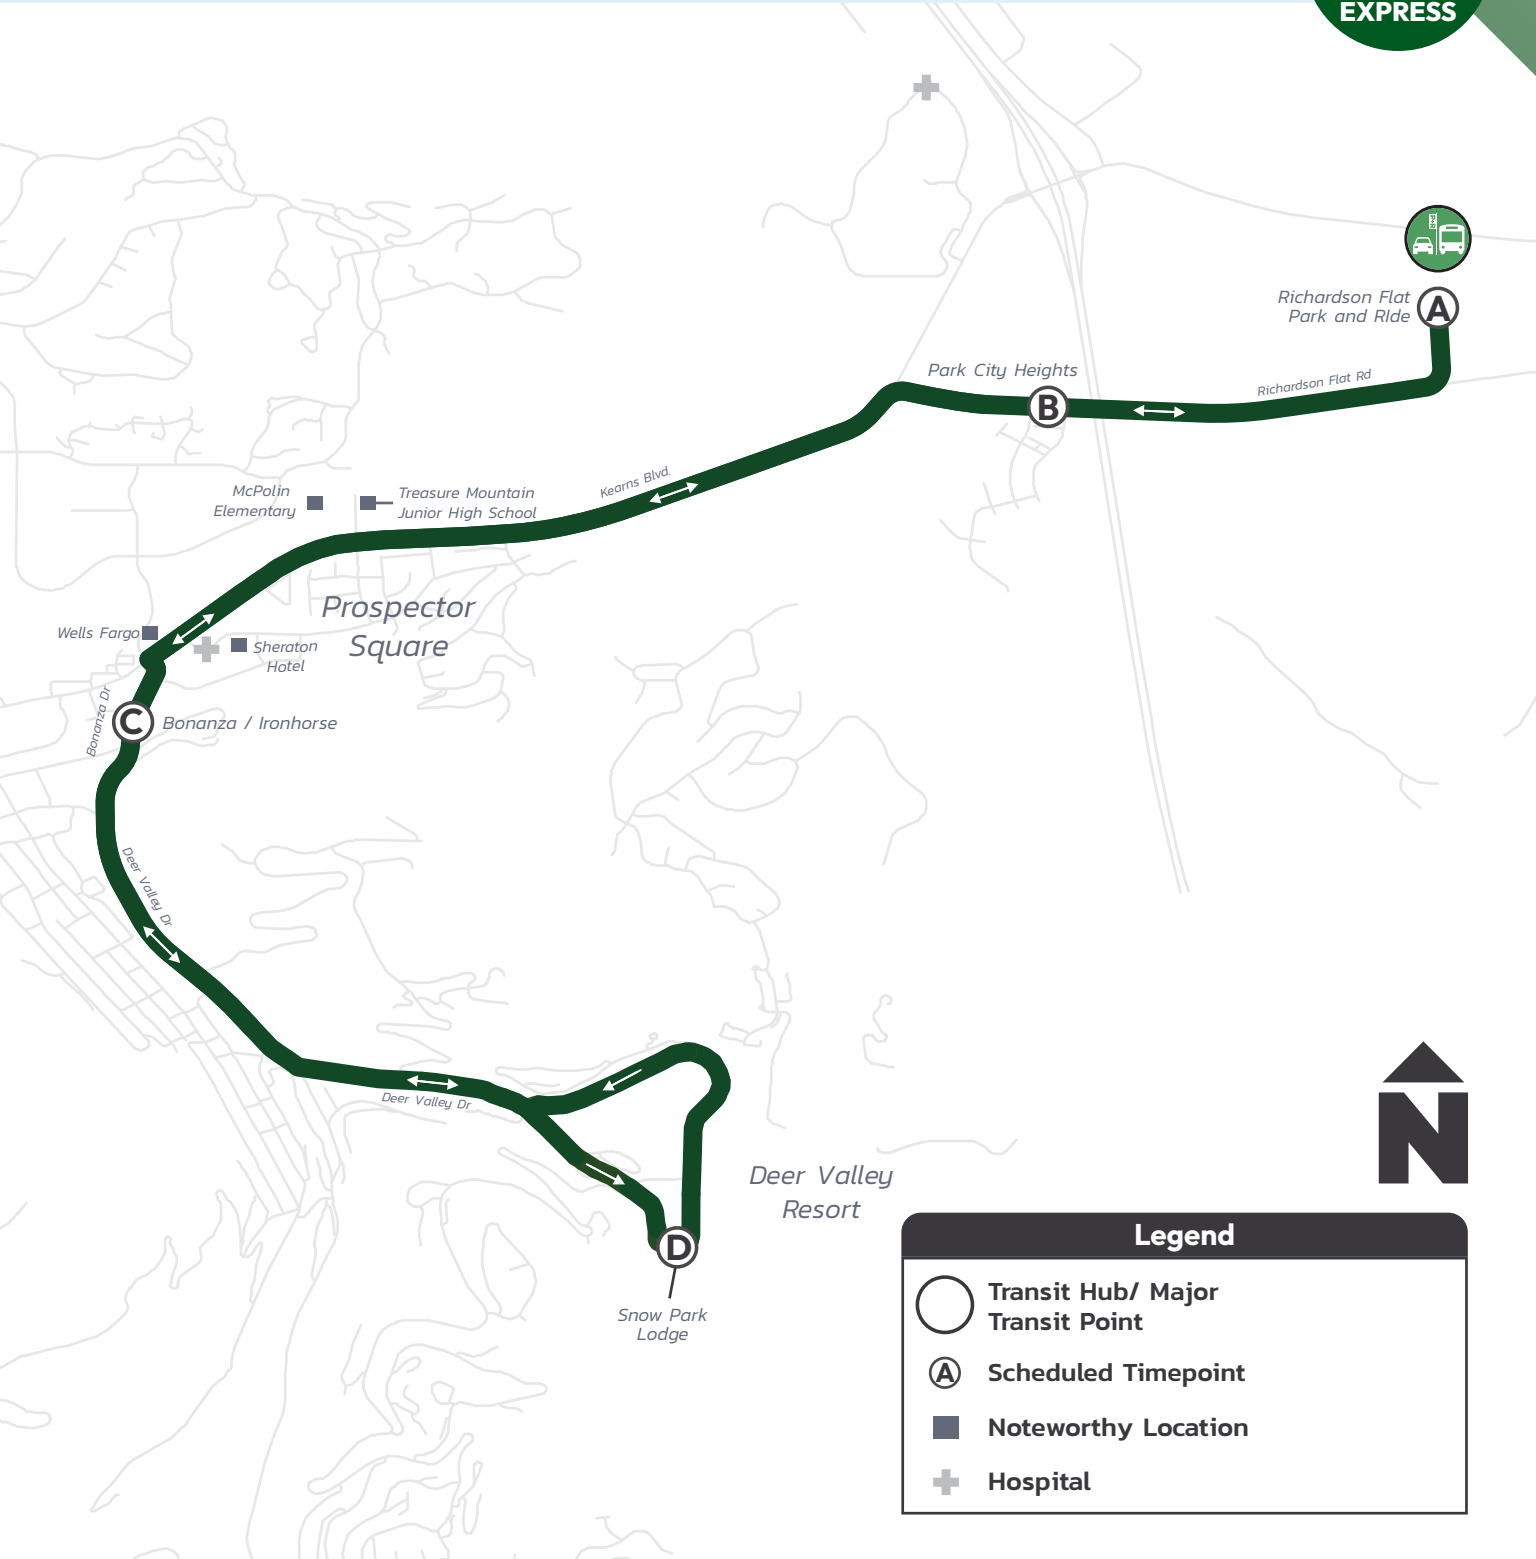 EXPRESS
Richardson Flat
Park and RIde
A
Richardson Flat Rd
Park City Heights
B
Kearns Blvd.
McPolin
Elementary
Treasure Mountain
Junior High School
Prospector
Square
Wells Fargo
Sheraton
Hotel
Bonanza Dr
C
Bonanza / Ironhorse
Deer Valley Dr
Deer Valley Dr
Deer Valley
Resort
D
Snow Park
Lodge
N
Legend
Transit Hub/ Major
Transit Point
A
Scheduled Timepoint
Noteworthy Location
Hospital